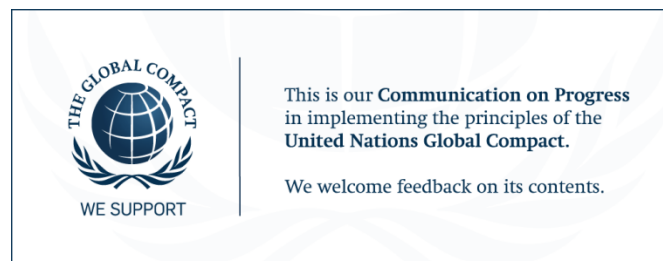 THE GLOBAL COMPACT
WE SUPPORT
This is our Communication on Progress
in implementing the principles of the
United Nations Global Compact.
We welcome feedback on its contents.